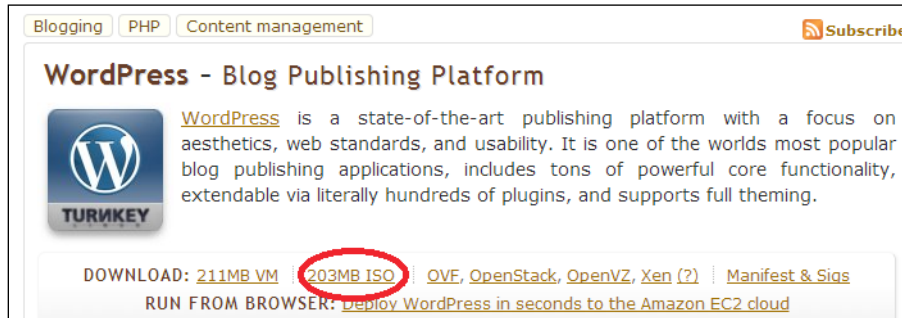 Blogging PHP Content management
Subscribe
WordPress – Blog Publishing Platform
WordPress is a state-of-the-art publishing platform with a focus on
aesthetics, web standards, and usability. It is one of the worlds most popular
blog publishing applications, includes tons of powerful core functionality,
extendable via literally hundreds of plugins, and supports full theming.
TURИKEY
LINUX
DOWNLOAD: 211MB VM 203MB ISO OVF, OpenStack, OpenVZ, Xen (?) Manifest & Sigs
RUN FROM BROWSER: Deploy WordPress in seconds to the Amazon EC2 cloud